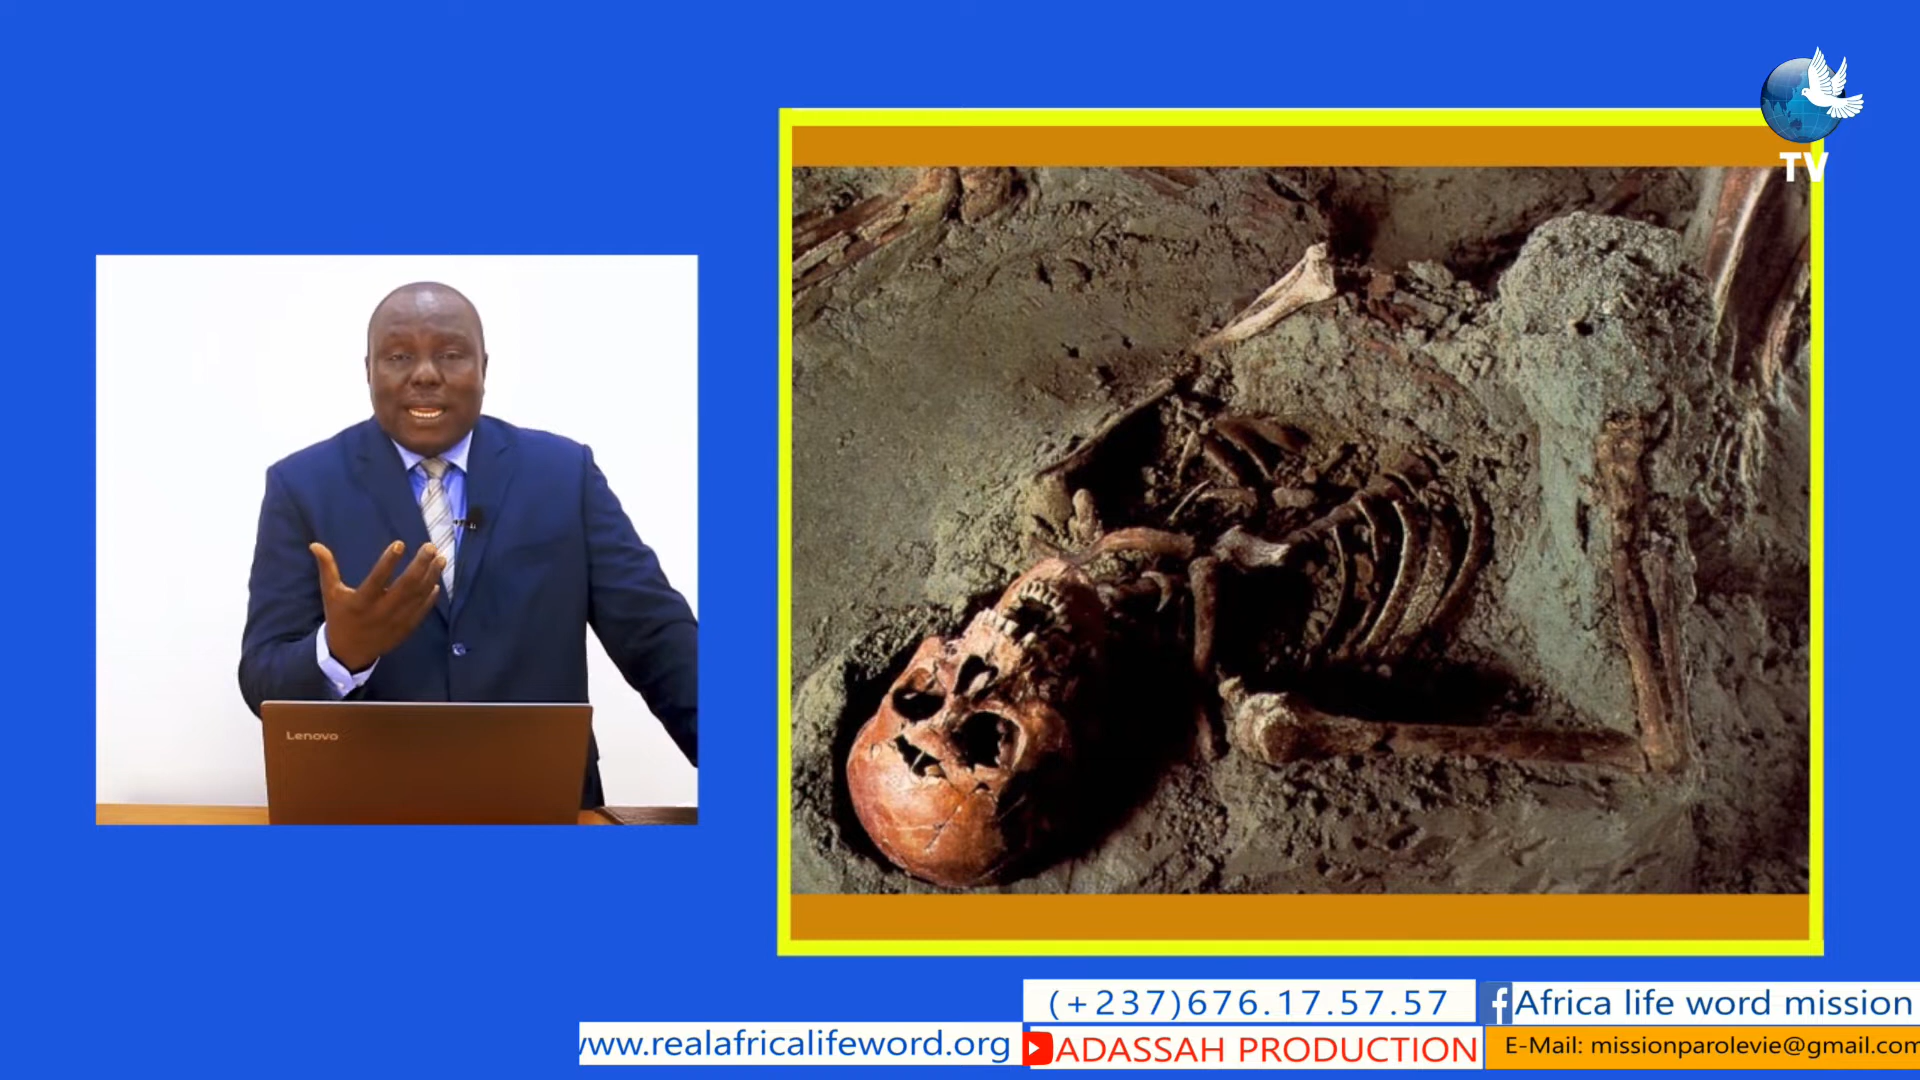 TV
Lenovo
(+237)676.17.57.57
Africa life word mission
www.realafricalifeword.org
ADASSAH PRODUCTION
E-Mail: missionparolevie@gmail.com